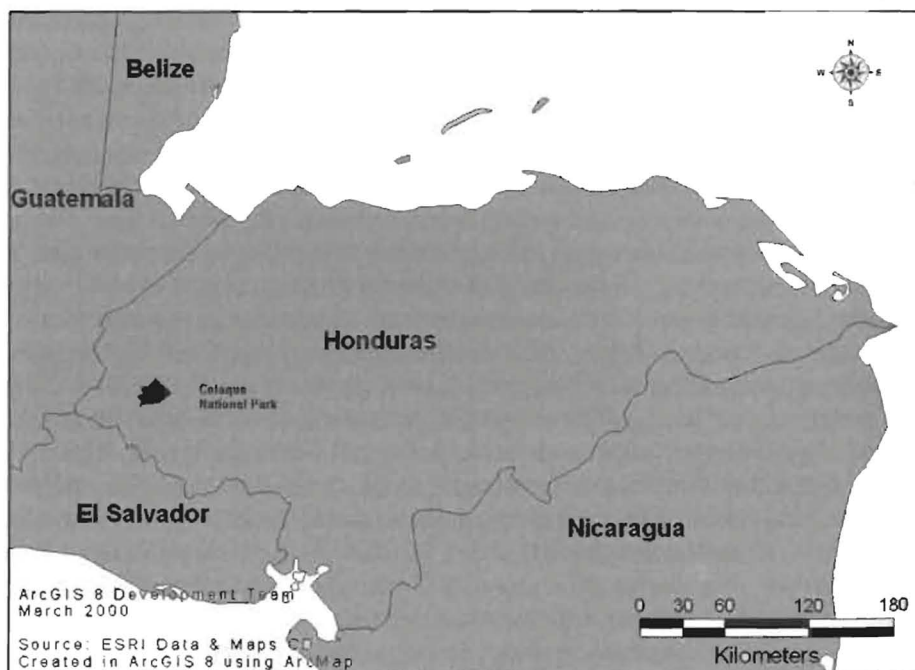 Belize
N
W E
S
Guatemala
Honduras
Celaque
National Park
El Salvador
Nicaragua
ArcGIS 8 Development Team
March 2000
0 30 60 120 180
Kilometers
Source: ESRI Data & Maps CD
Created in ArcGIS 8 using ArcMap